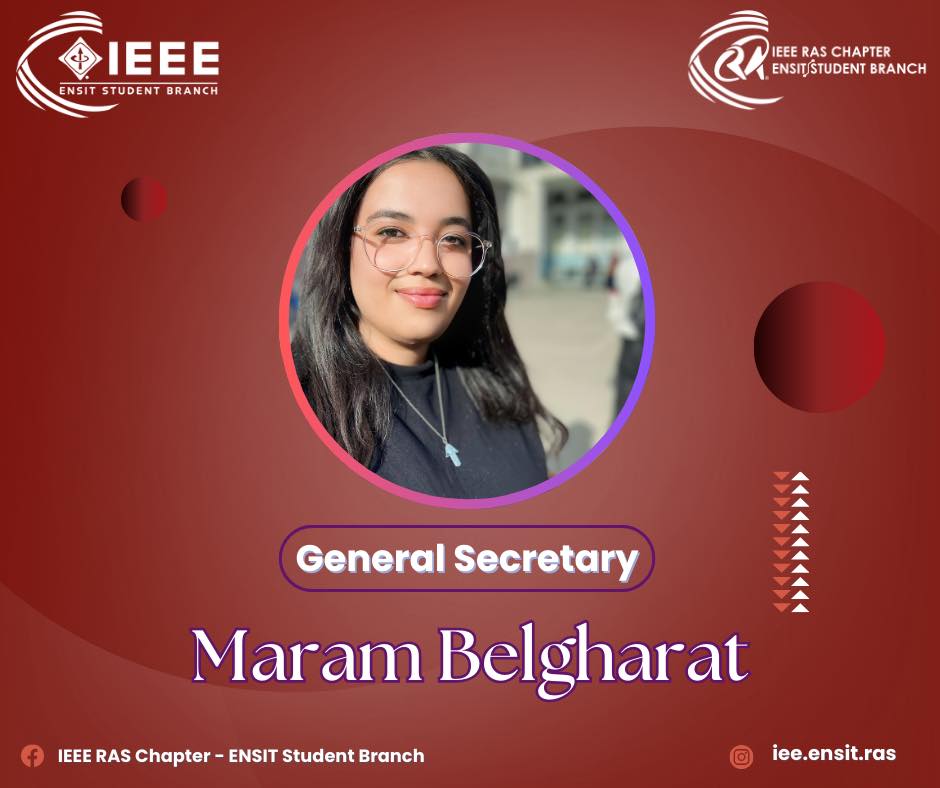 IEEE
ENSIT STUDENT BRANCH
RA
IEEE RAS CHAPTER
ENSIT STUDENT BRANCH
General Secretary
Maram Belgharat
IEEE RAS Chapter - ENSIT Student Branch
iee.ensit.ras